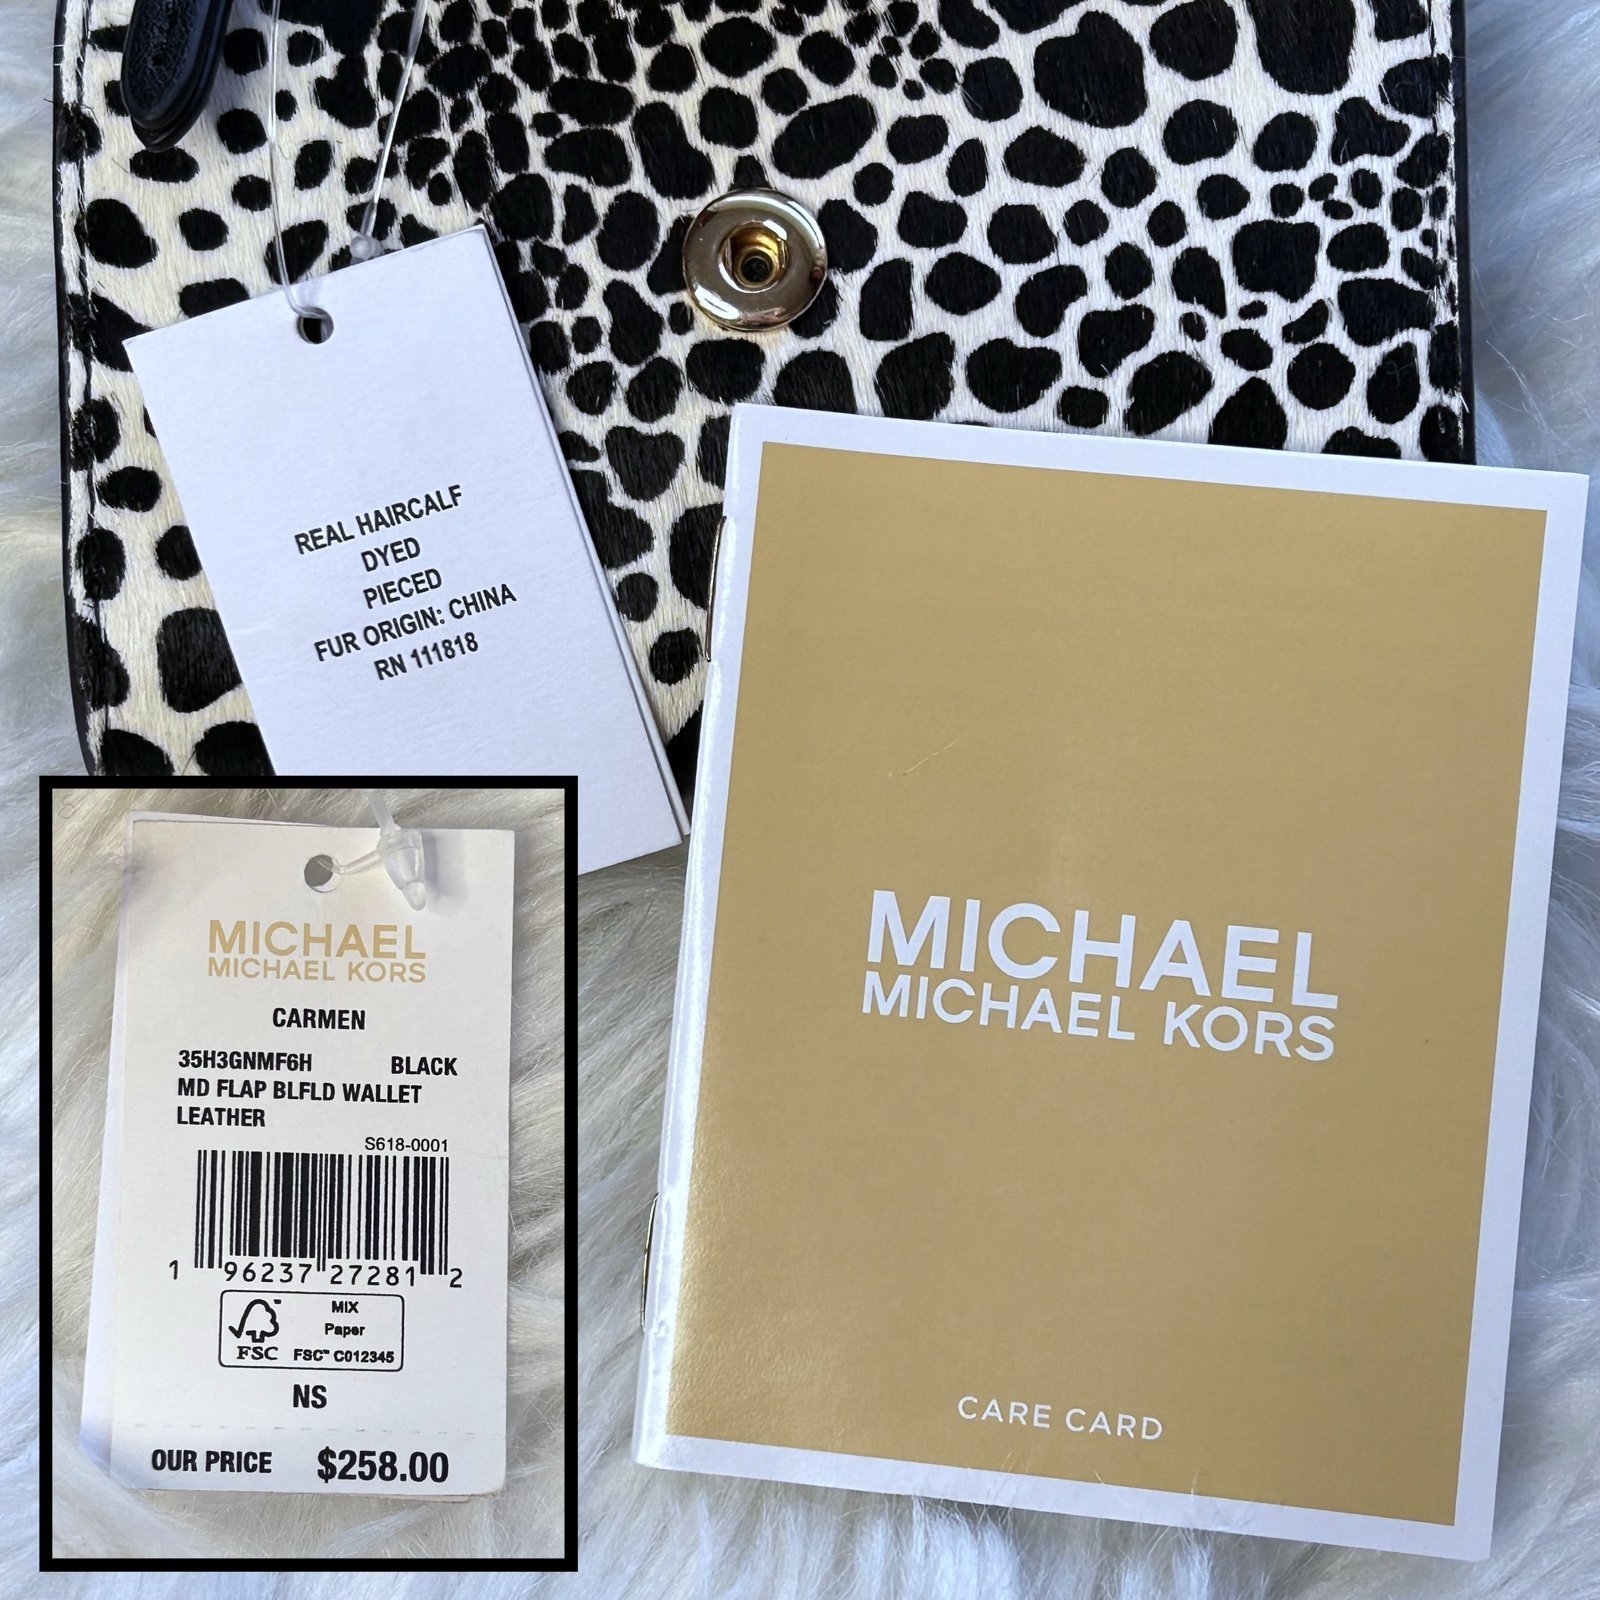 REAL HAIRCALF
DYED
PIECED
FUR ORIGIN: CHINA
RN 111818
MICHAEL
MICHAEL KORS
CARE CARD
MICHAEL
MICHAEL KORS
CARMEN
35H3GNMF6H BLACK
MD FLAP BLFLD WALLET
LEATHER
S618-0001
1 96237 27281 2
MIX
Paper
FSC FSC™ C012345
NS
OUR PRICE $258.00